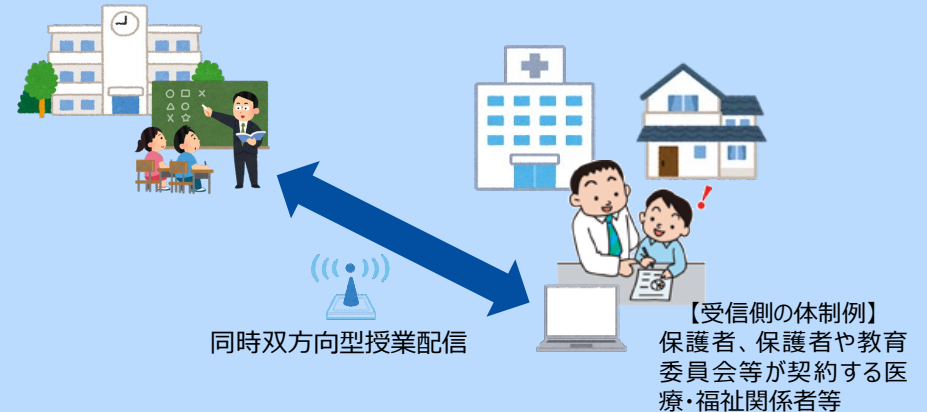 同時双方向型授業配信
【受信側の体制例】
保護者、保護者や教育
委員会等が契約する医
療・福祉関係者等